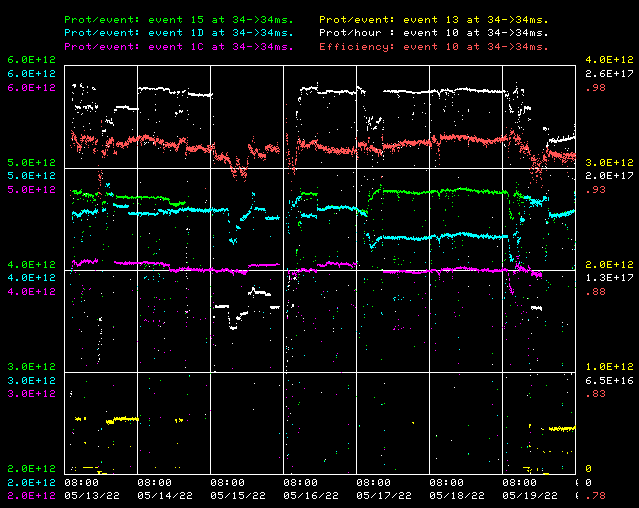 Prot/event: event 15 at 34->34ms. Prot/event: event 13 at 34->34ms.
Prot/event: event 1D at 34->34ms. Prot/hour : event 10 at 34->34ms.
Prot/event: event 1C at 34->34ms. Efficiency: event 10 at 34->34ms.
6.0E+12 4.0E+12
6.0E+12 2.6E+17
6.0E+12 .98
5.0E+12 3.0E+12
5.0E+12 2.0E+17
5.0E+12 .93
4.0E+12 2.0E+12
4.0E+12 1.3E+17
4.0E+12 .88
3.0E+12 1.0E+12
3.0E+12 6.5E+16
3.0E+12 .83
2.0E+12 0
2.0E+12 08:00 08:00 08:00 08:00 08:00 08:00 08:00 0
2.0E+12 05/13/22 05/14/22 05/15/22 05/16/22 05/17/22 05/18/22 05/19/22 .78